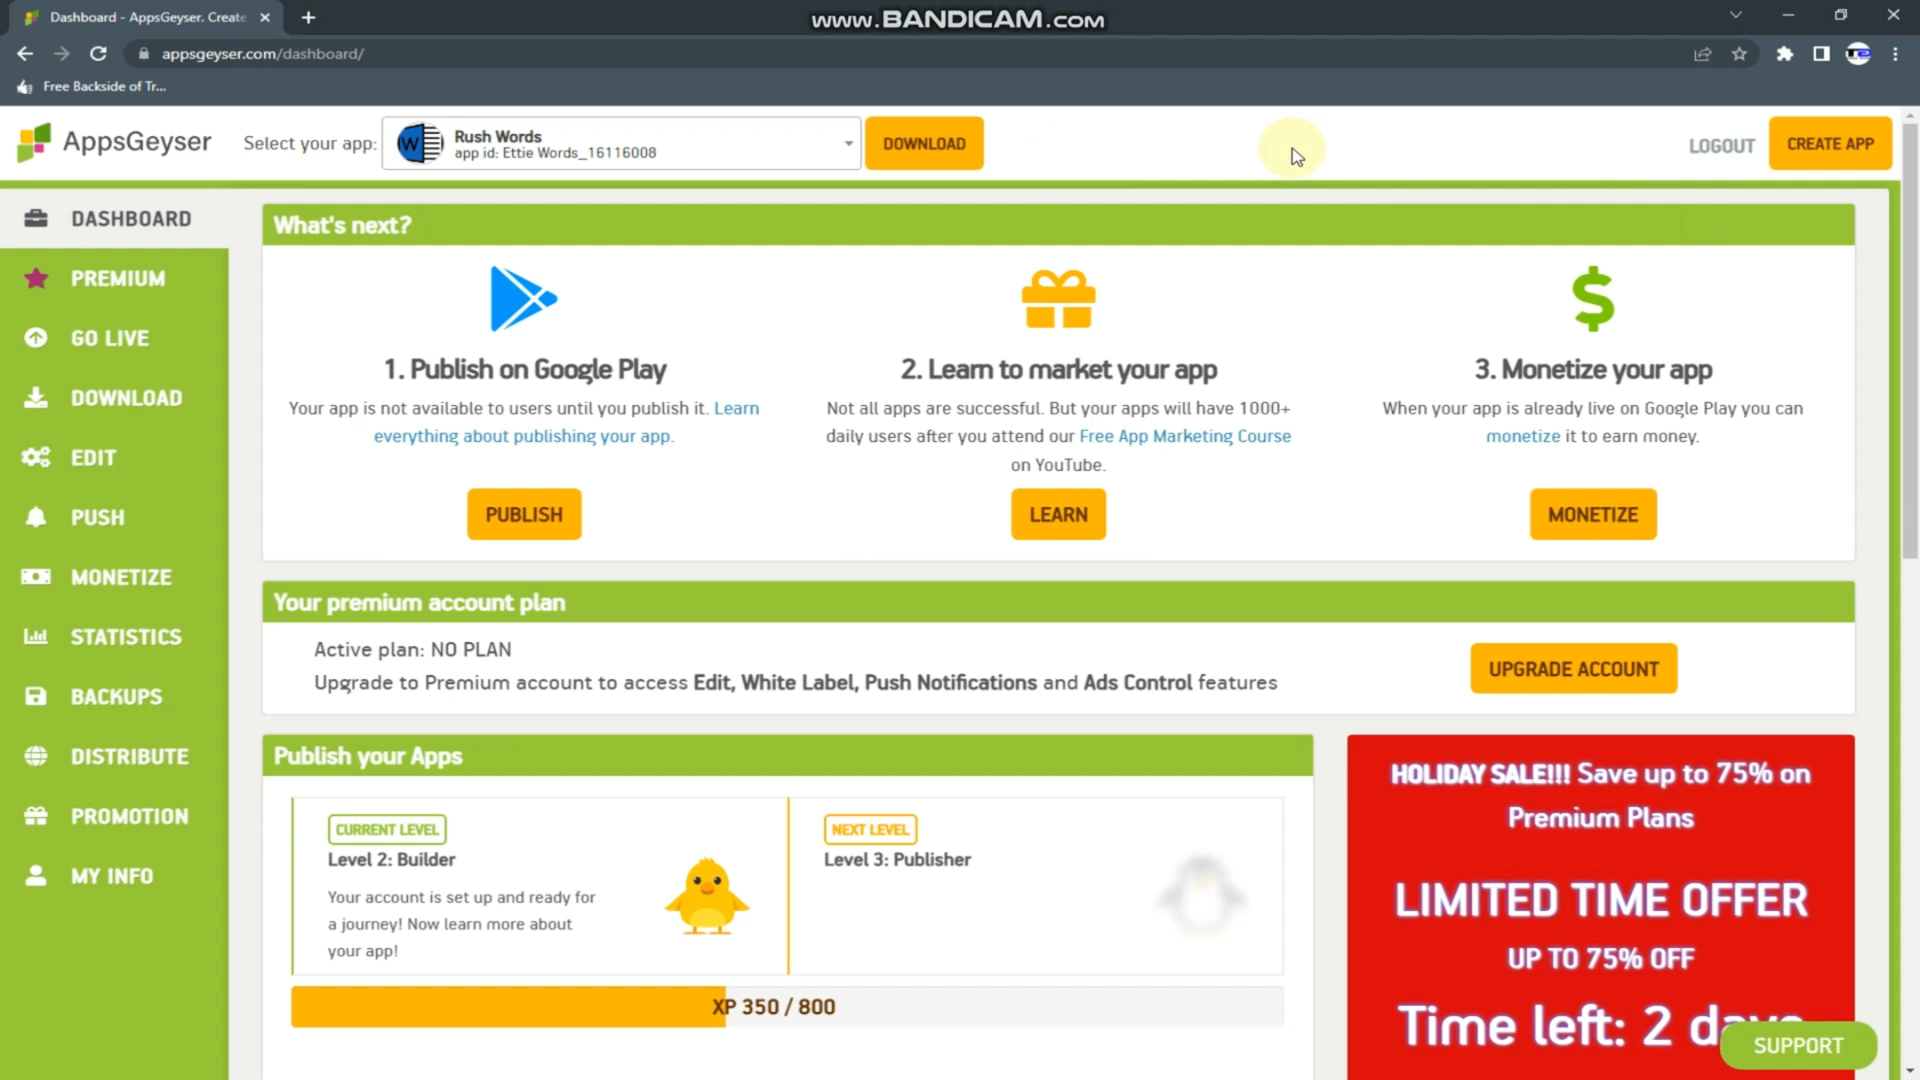 Dashboard - AppsGeyser. Create
www.BANDICAM.com
appsgeyser.com/dashboard/
Free Backside of Tr...
AppsGeyser
Select your app:
Rush Words
app id: Ettie Words_16116008
DOWNLOAD
LOGOUT
CREATE APP
DASHBOARD
PREMIUM
GO LIVE
DOWNLOAD
EDIT
PUSH
MONETIZE
STATISTICS
BACKUPS
DISTRIBUTE
PROMOTION
MY INFO
What's next?
1. Publish on Google Play
Your app is not available to users until you publish it. Learn
everything about publishing your app.
PUBLISH
2. Learn to market your app
Not all apps are successful. But your apps will have 1000+
daily users after you attend our Free App Marketing Course
on YouTube.
LEARN
3. Monetize your app
When your app is already live on Google Play you can
monetize it to earn money.
MONETIZE
Your premium account plan
Active plan: NO PLAN
Upgrade to Premium account to access Edit, White Label, Push Notifications and Ads Control features
UPGRADE ACCOUNT
Publish your Apps
CURRENT LEVEL
Level 2: Builder
Your account is set up and ready for
a journey! Now learn more about
your app!
NEXT LEVEL
Level 3: Publisher
XP 350 / 800
HOLIDAY SALE!!! Save up to 75% on
Premium Plans
LIMITED TIME OFFER
UP TO 75% OFF
Time left: 2 days
SUPPORT